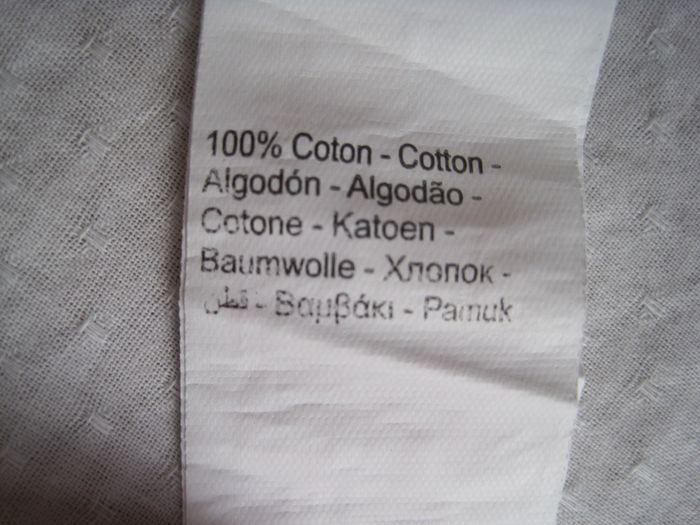 100% Coton - Cotton -
Algodón - Algodão -
Cotone - Katoen -
Baumwolle - Хлопок -
قطن - Βαμβάκι - Pamuk